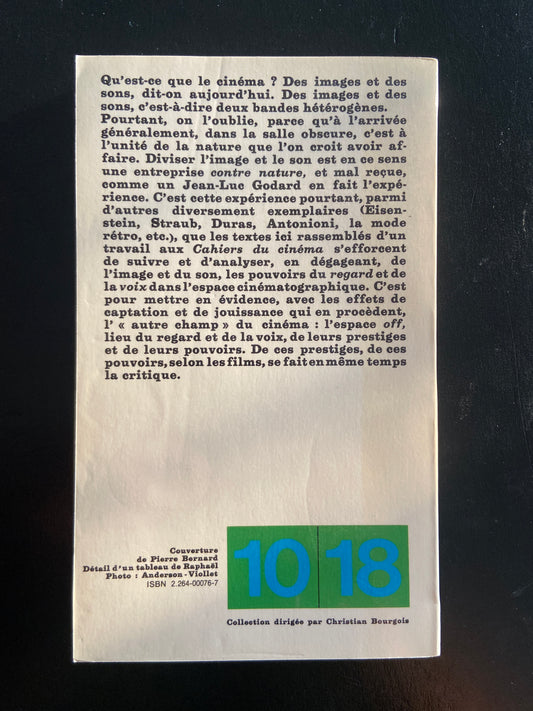 Qu'est-ce que le cinéma ? Des images et des
sons, dit-on aujourd'hui. Des images et des
sons, c'est-à-dire deux bandes hétérogènes.
Pourtant, on l'oublie, parce qu'à l'arrivée
généralement, dans la salle obscure, c'est à
l'unité de la nature que l'on croit avoir af-
faire. Diviser l'image et le son est en ce sens
une entreprise contre nature, et mal reçue,
comme un Jean-Luc Godard en fait l'expé-
rience. C'est cette expérience pourtant, parmi
d'autres diversement exemplaires (Eisen-
stein, Straub, Duras, Antonioni, la mode
rétro, etc.), que les textes ici rassemblés d'un
travail aux Cahiers du cinéma s'efforcent
de suivre et d'analyser, en dégageant, de
l'image et du son, les pouvoirs du regard et de
la voix dans l'espace cinématographique. C'est
pour mettre en évidence, avec les effets de
captation et de jouissance qui en procèdent,
l' « autre champ » du cinéma : l'espace off,
lieu du regard et de la voix, de leurs prestiges
et de leurs pouvoirs. De ces prestiges, de ces
pouvoirs, selon les films, se fait en même temps
la critique.
Couverture
de Pierre Bernard
Détail d'un tableau de Raphaël
Photo : Anderson-Viollet
ISBN 2.264-00076-7
10 18
Collection dirigée par Christian Bourgois